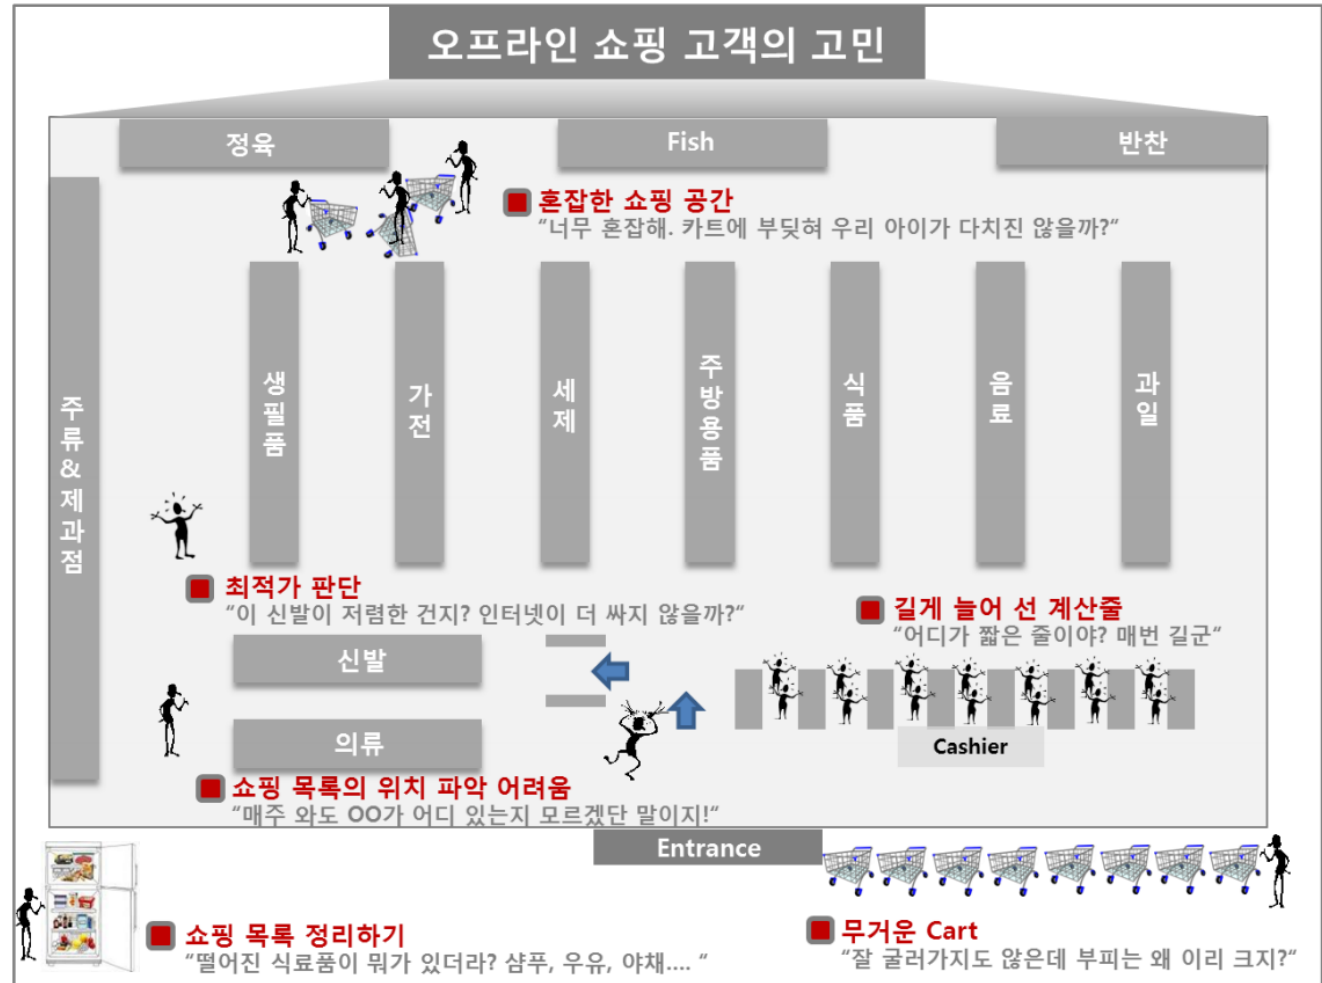 오프라인 쇼핑 고객의 고민
정육
Fish
반찬
혼잡한 쇼핑 공간
“너무 혼잡해. 카트에 부딪혀 우리 아이가 다치진 않을까?“
주류&제과점
생필품
가전
세제
주방용품
식품
음료
과일
최적가 판단
“이 신발이 저렴한 건지? 인터넷이 더 싸지 않을까?“
길게 늘어 선 계산줄
“어디가 짧은 줄이야? 매번 길군“
신발
의류
Cashier
쇼핑 목록의 위치 파악 어려움
“매주 와도 OO가 어디 있는지 모르겠단 말이지!“
Entrance
쇼핑 목록 정리하기
“떨어진 식료품이 뭐가 있더라? 샴푸, 우유, 야채.... “
무거운 Cart
“잘 굴러가지도 않은데 부피는 왜 이리 크지?“